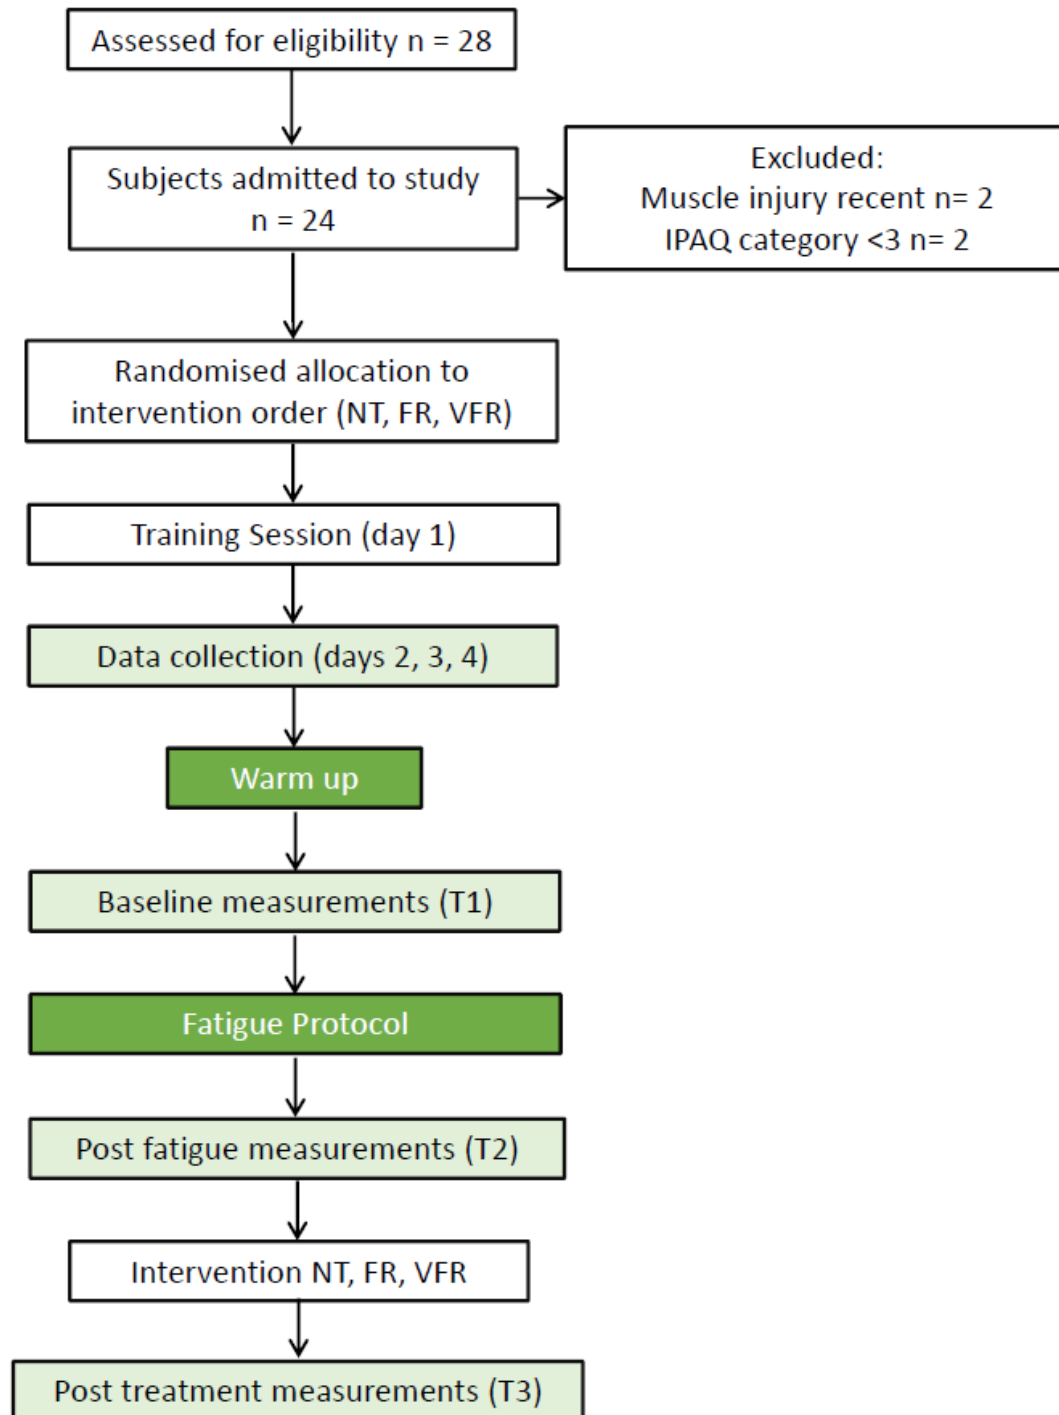 Assessed for eligibility n = 28
Subjects admitted to study
n = 24
Excluded:
Muscle injury recent n= 2
IPAQ category <3 n= 2
Randomised allocation to
intervention order (NT, FR, VFR)
Training Session (day 1)
Data collection (days 2, 3, 4)
Warm up
Baseline measurements (T1)
Fatigue Protocol
Post fatigue measurements (T2)
Intervention NT, FR, VFR
Post treatment measurements (T3)